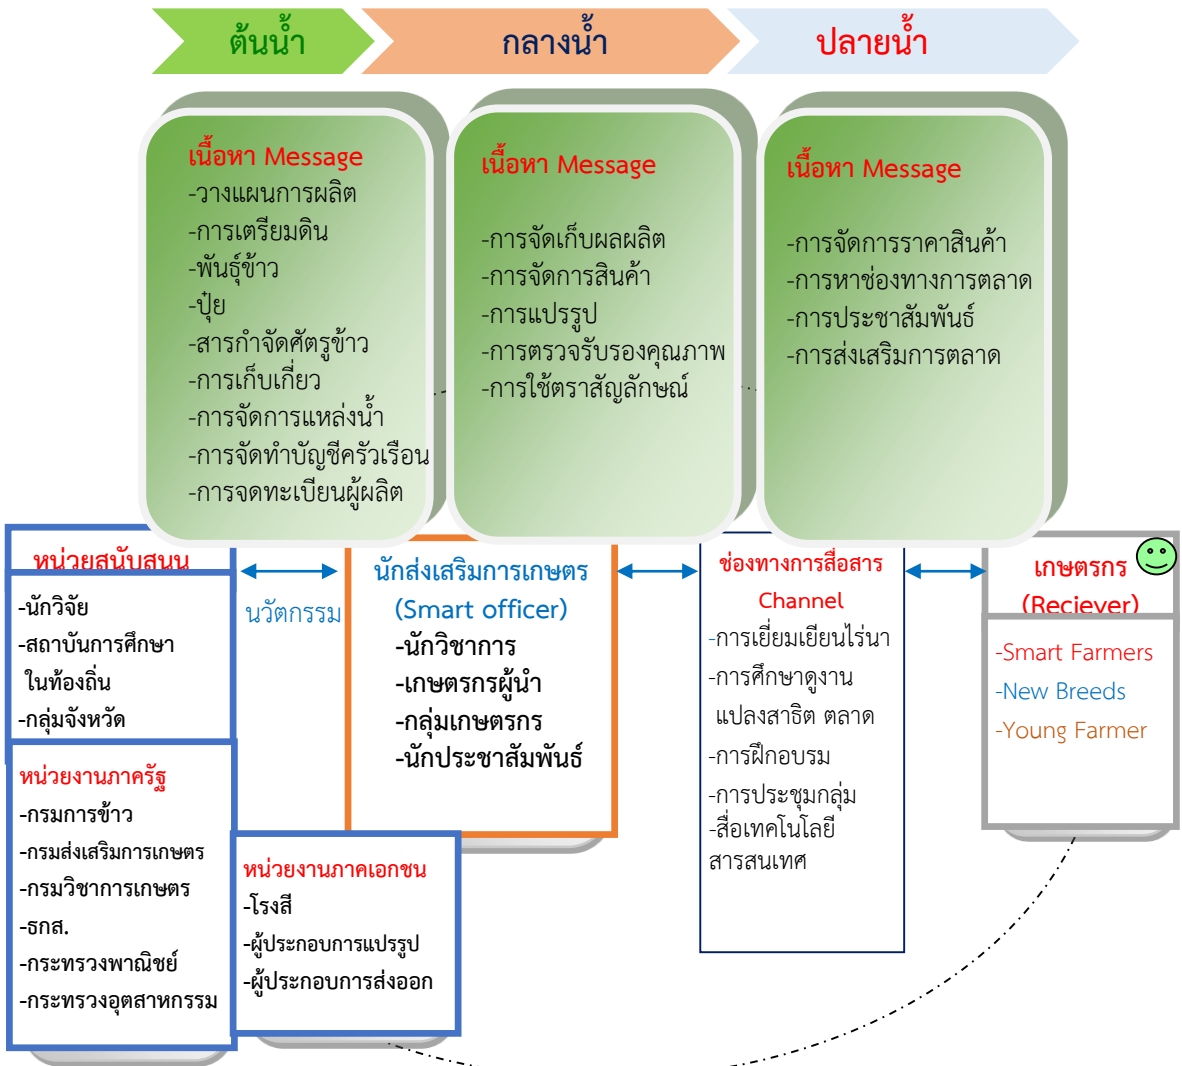 ต้นน้ำ
กลางน้ำ
ปลายน้ำ
เนื้อหา Message
-วางแผนการผลิต
-การเตรียมดิน
-พันธุ์ข้าว
-ปุ๋ย
-สารกำจัดศัตรูข้าว
-การเก็บเกี่ยว
-การจัดการแหล่งน้ำ
-การจัดทำบัญชีครัวเรือน
-การจดทะเบียนผู้ผลิต
เนื้อหา Message
-การจัดเก็บผลผลิต
-การจัดการสินค้า
-การแปรรูป
-การตรวจรับรองคุณภาพ
-การใช้ตราสัญลักษณ์
เนื้อหา Message
-การจัดการราคาสินค้า
-การหาช่องทางการตลาด
-การประชาสัมพันธ์
-การส่งเสริมการตลาด
หน่วยสนับสนน
-นักวิจัย
-สถาบันการศึกษา
ในท้องถิ่น
-กลุ่มจังหวัด
หน่วยงานภาครัฐ
-กรมการข้าว
-กรมส่งเสริมการเกษตร
-กรมวิชาการเกษตร
-ธกส.
-กระทรวงพาณิชย์
-กระทรวงอุตสาหกรรม
นวัตกรรม
หน่วยงานภาคเอกชน
-โรงสี
-ผู้ประกอบการแปรรูป
-ผู้ประกอบการส่งออก
นักส่งเสริมการเกษตร
(Smart officer)
-นักวิชาการ
-เกษตรกรผู้นำ
-กลุ่มเกษตรกร
-นักประชาสัมพันธ์
ช่องทางการสื่อสาร
Channel
-การเยี่ยมเยียนไร่นา
-การศึกษาดูงาน
แปลงสาธิต ตลาด
-การฝึกอบรม
-การประชุมกลุ่ม
-สื่อเทคโนโลยี
สารสนเทศ
เกษตรกร
(Reciever)
-Smart Farmers
-New Breeds
-Young Farmer